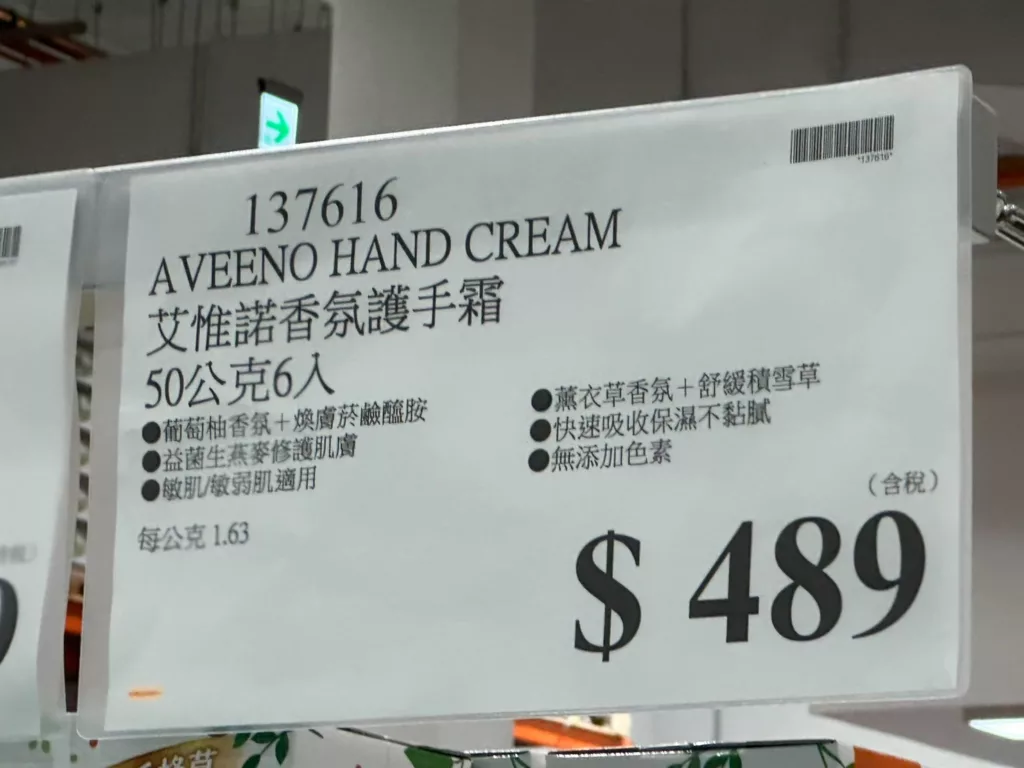 *137616*
137616
AVEENO HAND CREAM
艾惟諾香氛護手霜
50公克6入
●葡萄柚香氛＋煥膚菸鹼醯胺
●益菌生燕麥修護肌膚
●敏肌/敏弱肌適用
●薰衣草香氛＋舒緩積雪草
●快速吸收保濕不黏膩
●無添加色素
每公克 1.63
（含稅）
$ 489